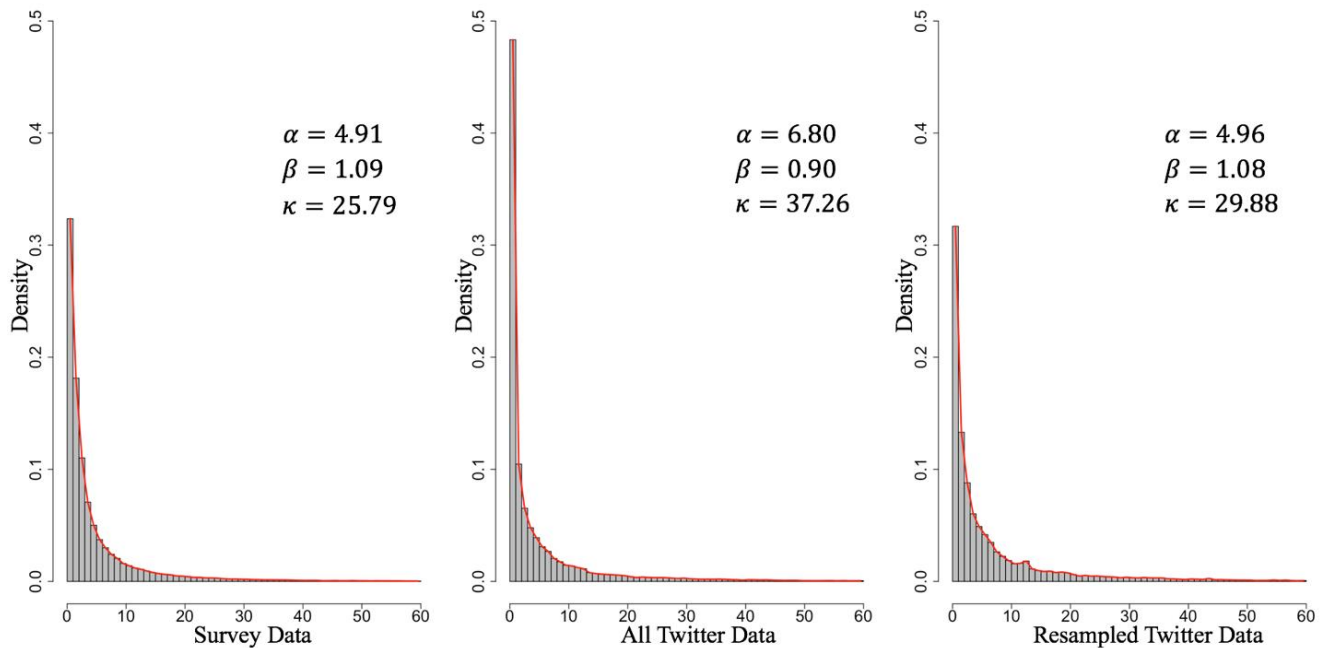 0.5
0.4
0.3
0.2
0.1
0.0
Density
α = 4.91
β = 1.09
κ = 25.79
0 10 20 30 40 50 60
Survey Data
0.5
0.4
0.3
0.2
0.1
0.0
Density
α = 6.80
β = 0.90
κ = 37.26
0 10 20 30 40 50 60
All Twitter Data
0.5
0.4
0.3
0.2
0.1
0.0
Density
α = 4.96
β = 1.08
κ = 29.88
0 10 20 30 40 50 60
Resampled Twitter Data